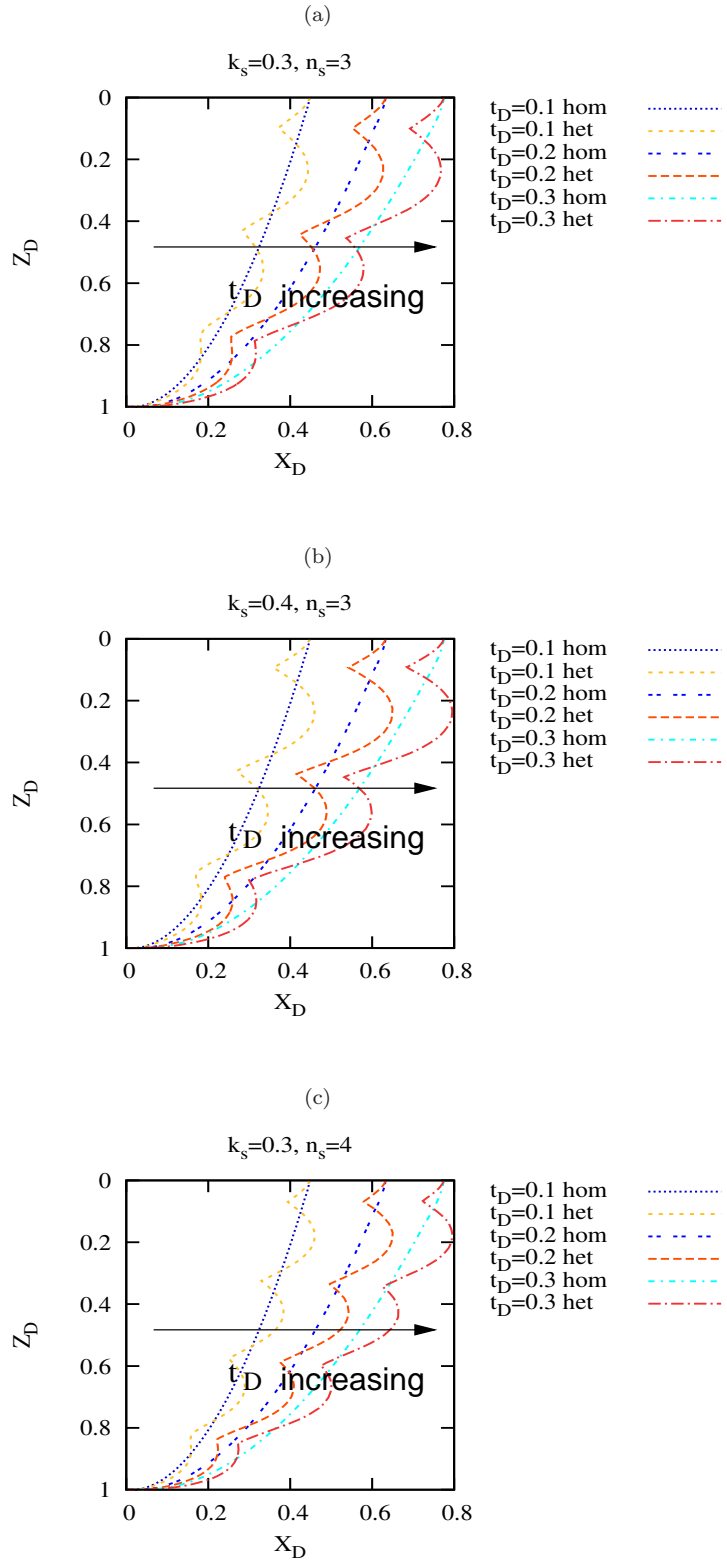 (a)
k_s=0.3, n_s=3
0
0.2
0.4
0.6
0.8
1
Z_D
0 0.2 0.4 0.6 0.8
X_D
t_D increasing
t_D=0.1 hom
t_D=0.1 het
t_D=0.2 hom
t_D=0.2 het
t_D=0.3 hom
t_D=0.3 het
(b)
k_s=0.4, n_s=3
0
0.2
0.4
0.6
0.8
1
Z_D
0 0.2 0.4 0.6 0.8
X_D
t_D increasing
t_D=0.1 hom
t_D=0.1 het
t_D=0.2 hom
t_D=0.2 het
t_D=0.3 hom
t_D=0.3 het
(c)
k_s=0.3, n_s=4
0
0.2
0.4
0.6
0.8
1
Z_D
0 0.2 0.4 0.6 0.8
X_D
t_D increasing
t_D=0.1 hom
t_D=0.1 het
t_D=0.2 hom
t_D=0.2 het
t_D=0.3 hom
t_D=0.3 het